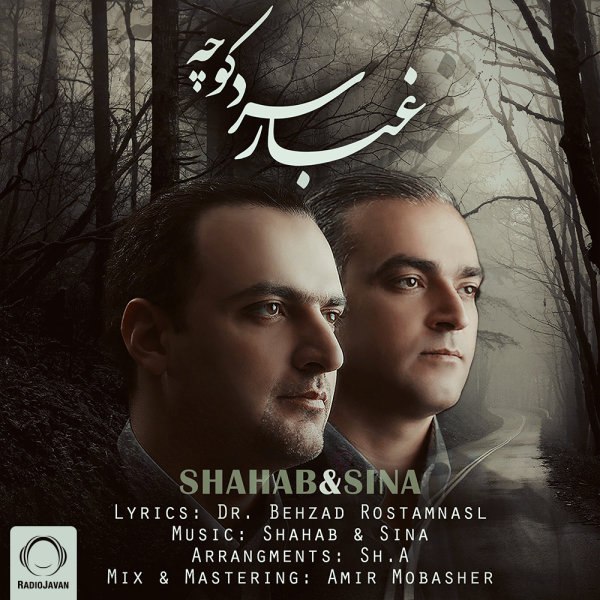 غبار سرد کوچه
SHAHAB&SINA
LYRICS: DR. BEHZAD ROSTAMNASL
MUSIC: SHAHAB & SINA
ARRANGMENTS: SH.A
MIX & MASTERING: AMIR MOBASHER
RADIOJAVAN